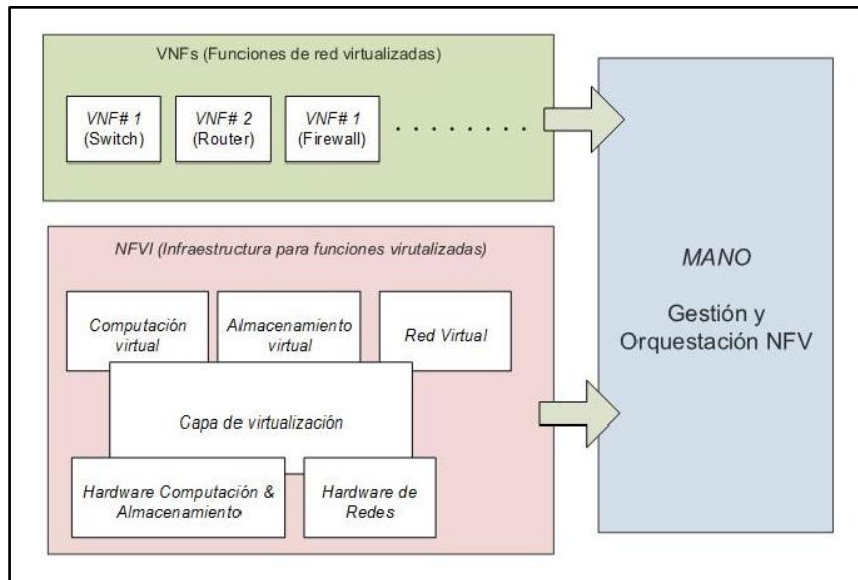 VNFs (Funciones de red virtualizadas)
VNF# 1
(Switch)
VNF# 2
(Router)
VNF# 1
(Firewall)
. . . . . . . .
NFVI (Infraestructura para funciones virutalizadas)
Computación
virtual
Almacenamiento
virtual
Red Virtual
Capa de virtualización
Hardware Computación &
Almacenamiento
Hardware de
Redes
MANO
Gestión y
Orquestación NFV